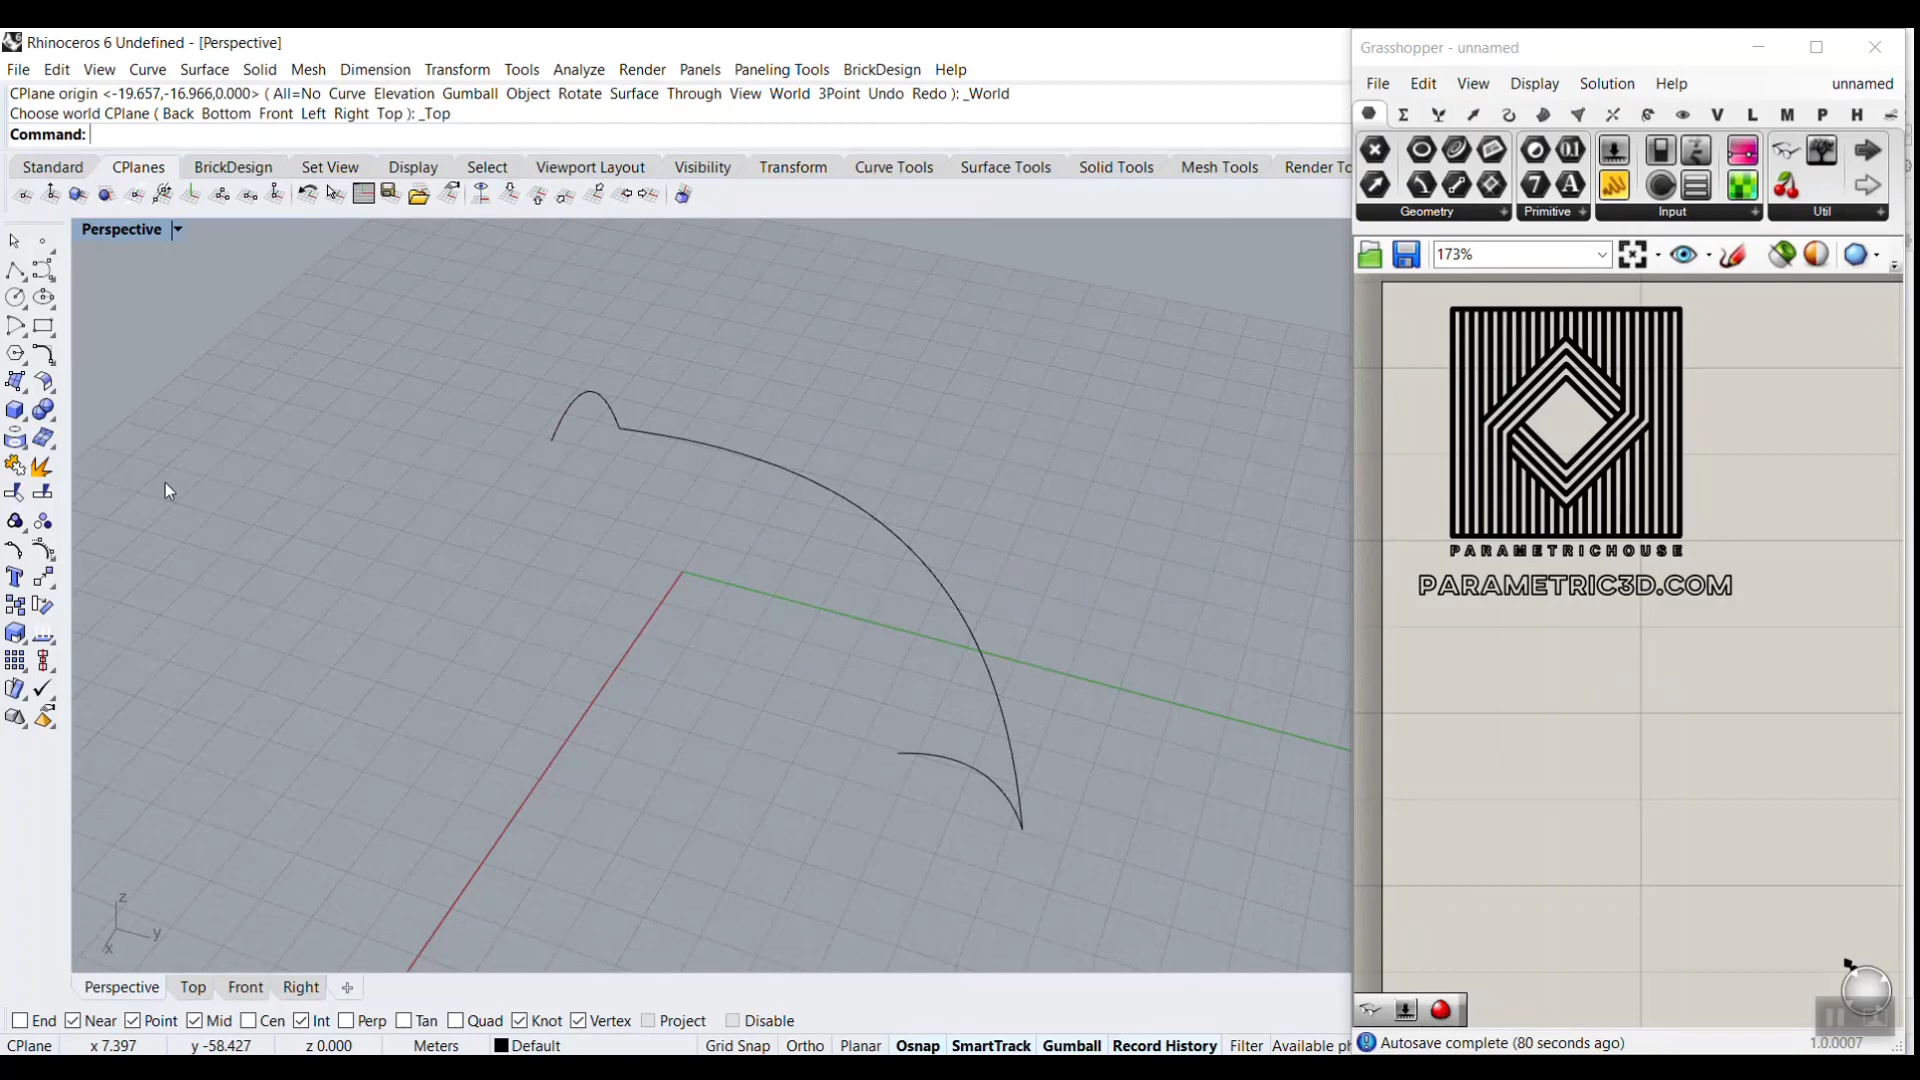 Rhinoceros 6 Undefined - [Perspective]
File Edit View Curve Surface Solid Mesh Dimension Transform Tools Analyze Render Panels Paneling Tools BrickDesign Help
CPlane origin <-19.657,-16.966,0.000> ( All=No Curve Elevation Gumball Object Rotate Surface Through View World 3Point Undo Redo ): _World
Choose world CPlane ( Back Bottom Front Left Right Top ): _Top
Command:
Standard CPlanes BrickDesign Set View Display Select Viewport Layout Visibility Transform Curve Tools Surface Tools Solid Tools Mesh Tools Render To
Perspective
z
y
x
Perspective Top Front Right
End Near Point Mid Cen Int Perp Tan Quad Knot Vertex Project Disable
CPlane x 7.397 y -58.427 z 0.000 Meters Default Grid Snap Ortho Planar Osnap SmartTrack Gumball Record History Filter Available ph
Grasshopper - unnamed
File Edit View Display Solution Help unnamed
V L M P H
Geometry Primitive Input Util
173%
PARAMETRICHOUSE
PARAMETRIC3D.COM
Autosave complete (80 seconds ago) 1.0.0007